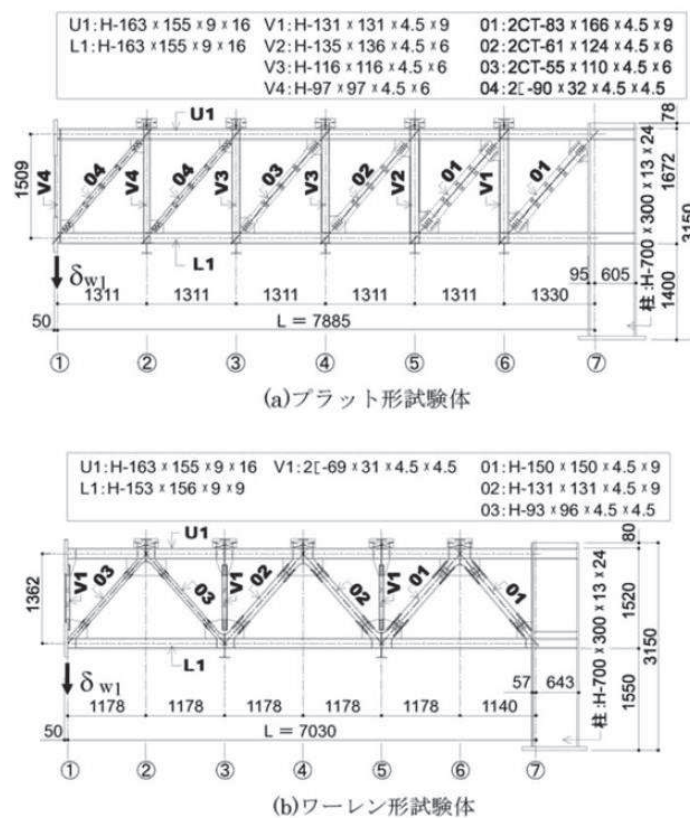 U1:H-163 x 155 x 9 x 16 V1:H-131 x 131 x 4.5 x 9 01:2CT-83 x 166 x 4.5 x 9
L1:H-163 x 155 x 9 x 16 V2:H-135 x 136 x 4.5 x 6 02:2CT-61 x 124 x 4.5 x 6
V3:H-116 x 116 x 4.5 x 6 03:2CT-55 x 110 x 4.5 x 6
V4:H-97 x 97 x 4.5 x 6 04:2[-90 x 32 x 4.5 x 4.5
U1
78
1509
V4
04
V4
04
V3
03
V3
02
V2
01
V1
01
1672
3150
柱:H-700 x 300 x 13 x 24
L1
δw1
1311 1311 1311 1311 1311 1330
95 605
1400
50
L = 7885
① ② ③ ④ ⑤ ⑥ ⑦
(a)プラット形試験体
U1:H-163 x 155 x 9 x 16 V1:2[-69 x 31 x 4.5 x 4.5 01:H-150 x 150 x 4.5 x 9
L1:H-153 x 156 x 9 x 9 02:H-131 x 131 x 4.5 x 9
03:H-93 x 96 x 4.5 x 4.5
U1
80
1362
V1
03
03
V1
02
02
V1
01
01
1520
3150
柱:H-700 x 300 x 13 x 24
L1
δw1
1178 1178 1178 1178 1178 1140
57 643
1550
50
L = 7030
① ② ③ ④ ⑤ ⑥ ⑦
(b)ワーレン形試験体